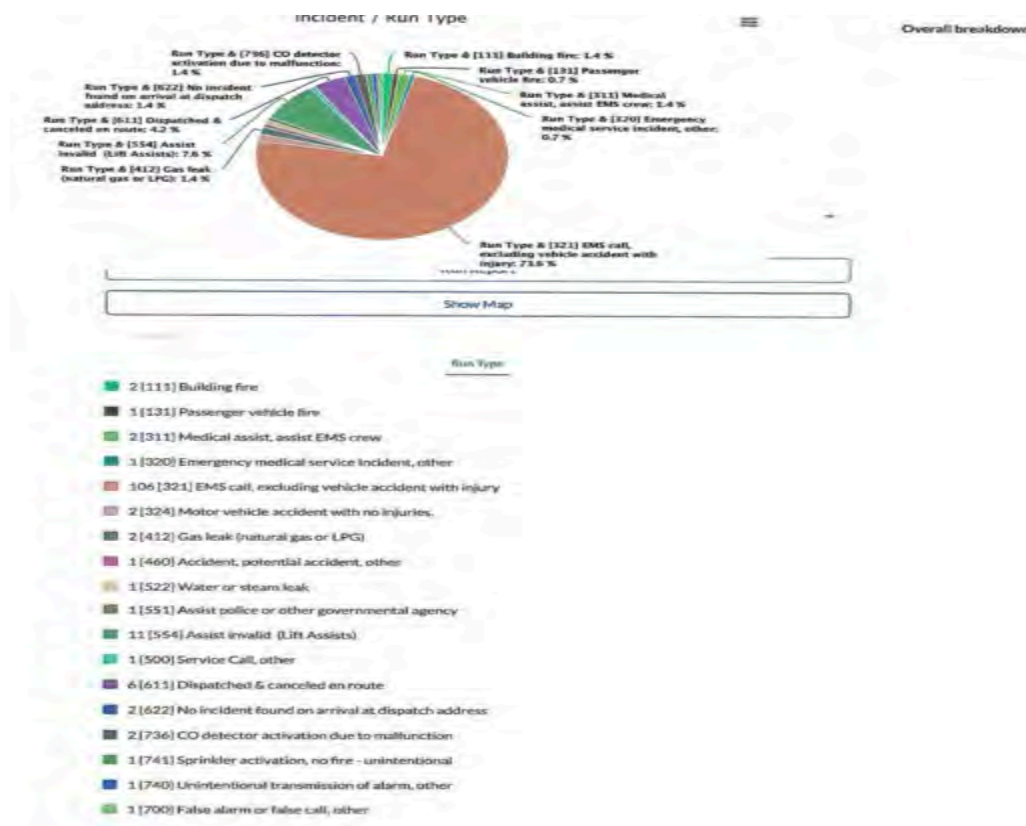 Incident / Run Type
Overall breakdown
Run Type & [736] CO detector
activation due to malfunction:
1.4 %
Run Type & [622] No incident
found on arrival at dispatch
address: 1.4 %
Run Type & [611] Dispatched &
canceled en route: 4.2 %
Run Type & [554] Assist
invalid (Lift Assists): 7.6 %
Run Type & [412] Gas leak
(natural gas or LPG): 1.4 %
Run Type & [111] Building fire: 1.4 %
Run Type & [131] Passenger
vehicle fire: 0.7 %
Run Type & [311] Medical
assist, assist EMS crew: 1.4 %
Run Type & [320] Emergency
medical service incident, other:
0.7 %
Run Type & [321] EMS call,
excluding vehicle accident with
injury: 73.6 %
Show Map
Run Type
2 [111] Building fire
1 [131] Passenger vehicle fire
2 [311] Medical assist, assist EMS crew
1 [320] Emergency medical service incident, other
106 [321] EMS call, excluding vehicle accident with injury
2 [324] Motor vehicle accident with no injuries.
2 [412] Gas leak (natural gas or LPG)
1 [460] Accident, potential accident, other
1 [522] Water or steam leak
1 [551] Assist police or other governmental agency
11 [554] Assist invalid (Lift Assists)
1 [500] Service Call, other
6 [611] Dispatched & canceled en route
2 [622] No incident found on arrival at dispatch address
2 [736] CO detector activation due to malfunction
1 [741] Sprinkler activation, no fire - unintentional
1 [740] Unintentional transmission of alarm, other
1 [700] False alarm or false call, other